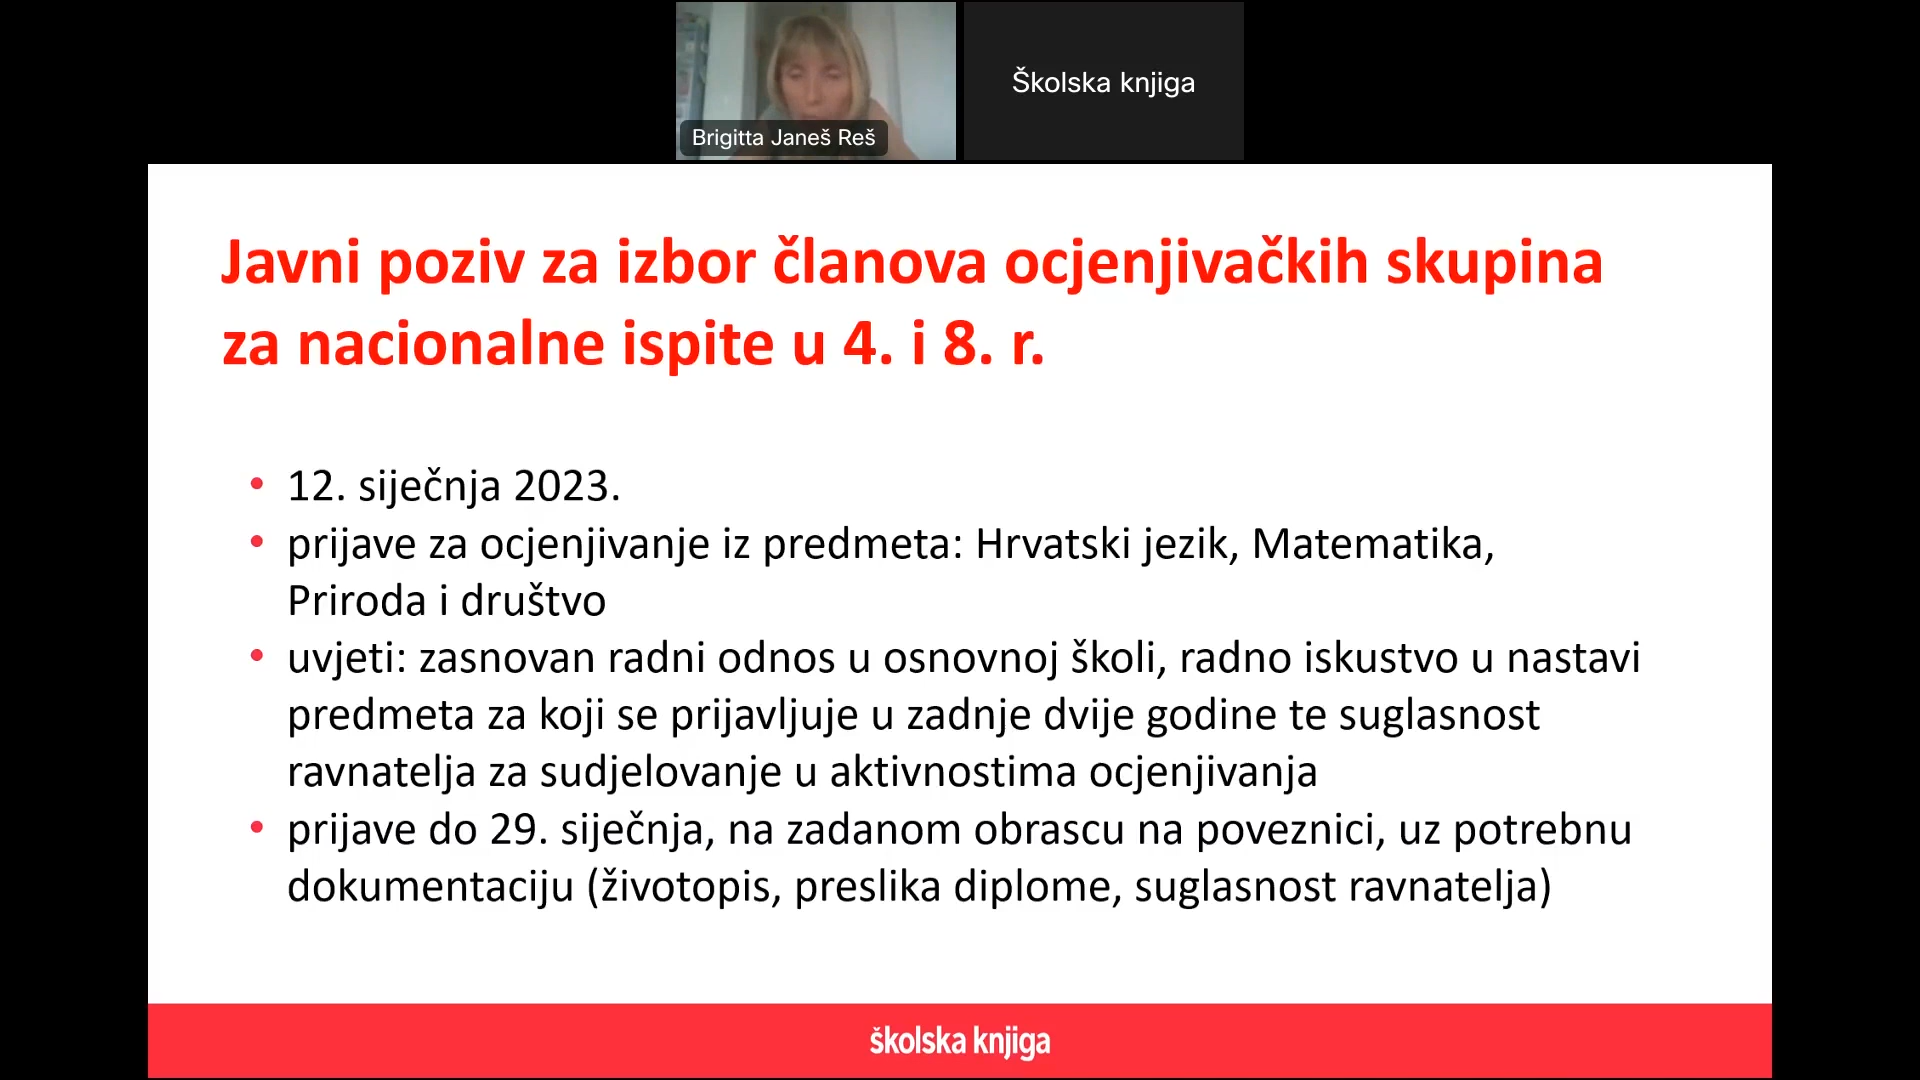 Brigitta Janeš Reš
Školska knjiga
Javni poziv za izbor članova ocjenjivačkih skupina
za nacionalne ispite u 4. i 8. r.
• 12. siječnja 2023.
• prijave za ocjenjivanje iz predmeta: Hrvatski jezik, Matematika,
Priroda i društvo
• uvjeti: zasnovan radni odnos u osnovnoj školi, radno iskustvo u nastavi
predmeta za koji se prijavljuje u zadnje dvije godine te suglasnost
ravnatelja za sudjelovanje u aktivnostima ocjenjivanja
• prijave do 29. siječnja, na zadanom obrascu na poveznici, uz potrebnu
dokumentaciju (životopis, preslika diplome, suglasnost ravnatelja)
školska knjiga